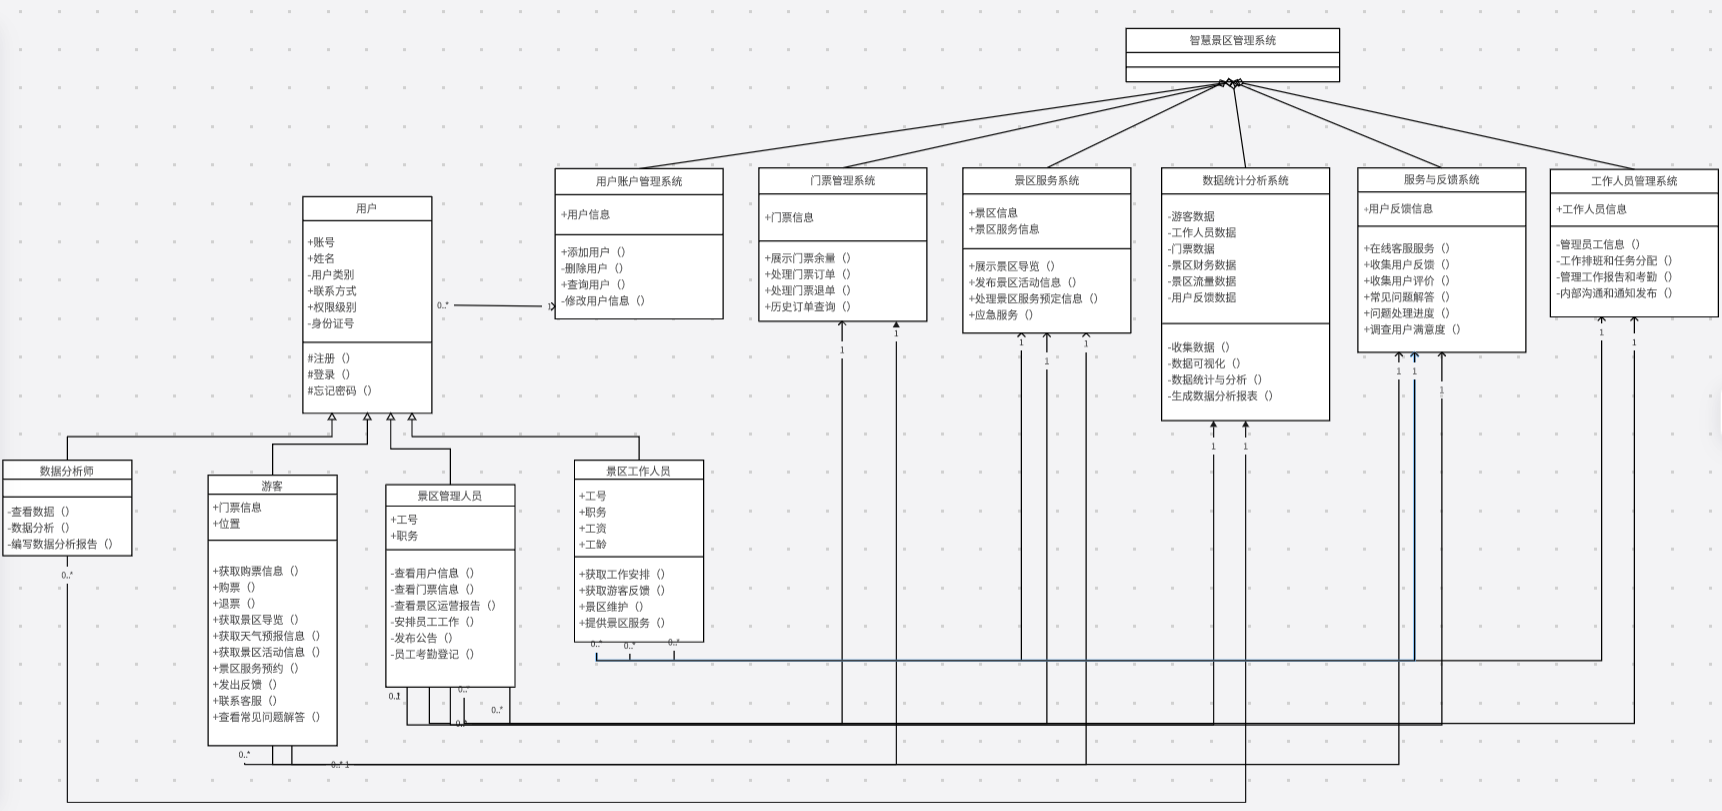 智慧景区管理系统
用户账户管理系统
+用户信息
+添加用户（）
-删除用户（）
+查询用户（）
-修改用户信息（）
门票管理系统
+门票信息
+展示门票余量（）
+处理门票订单（）
+处理门票退单（）
+历史订单查询（）
景区服务系统
+景区信息
+景区服务信息
+展示景区导览（）
+发布景区活动信息（）
+处理景区服务预定信息（）
+应急服务（）
数据统计分析系统
-游客数据
-工作人员数据
-门票数据
-景区财务数据
-景区流量数据
-用户反馈数据
-收集数据（）
-数据可视化（）
-数据统计与分析（）
-生成数据分析报表（）
服务与反馈系统
+用户反馈信息
+在线客服服务（）
+收集用户反馈（）
+收集用户评价（）
+常见问题解答（）
+问题处理进度（）
+调查用户满意度（）
工作人员管理系统
+工作人员信息
-管理员工信息（）
-工作排班和任务分配（）
-管理工作报告和考勤（）
-内部沟通和通知发布（）
用户
+账号
+姓名
-用户类别
+联系方式
+权限级别
-身份证号
#注册（）
#登录（）
#忘记密码（）
0..*
1
1
1
1
1
1
1
1
1
1
1
1
1
数据分析师
-查看数据（）
-数据分析（）
-编写数据分析报告（）
0..*
游客
+门票信息
+位置
+获取购票信息（）
+购票（）
+退票（）
+获取景区导览（）
+获取天气预报信息（）
+获取景区活动信息（）
+景区服务预约（）
+发出反馈（）
+联系客服（）
+查看常见问题解答（）
0..*
0..*
1
景区管理人员
+工号
+职务
-查看用户信息（）
-查看门票信息（）
-查看景区运营报告（）
-安排员工工作（）
-发布公告（）
-员工考勤登记（）
0..*
0..*
景区工作人员
+工号
+职务
+工资
+工龄
+获取工作安排（）
+获取游客反馈（）
+景区维护（）
+提供景区服务（）
0..*
0..*
0..*